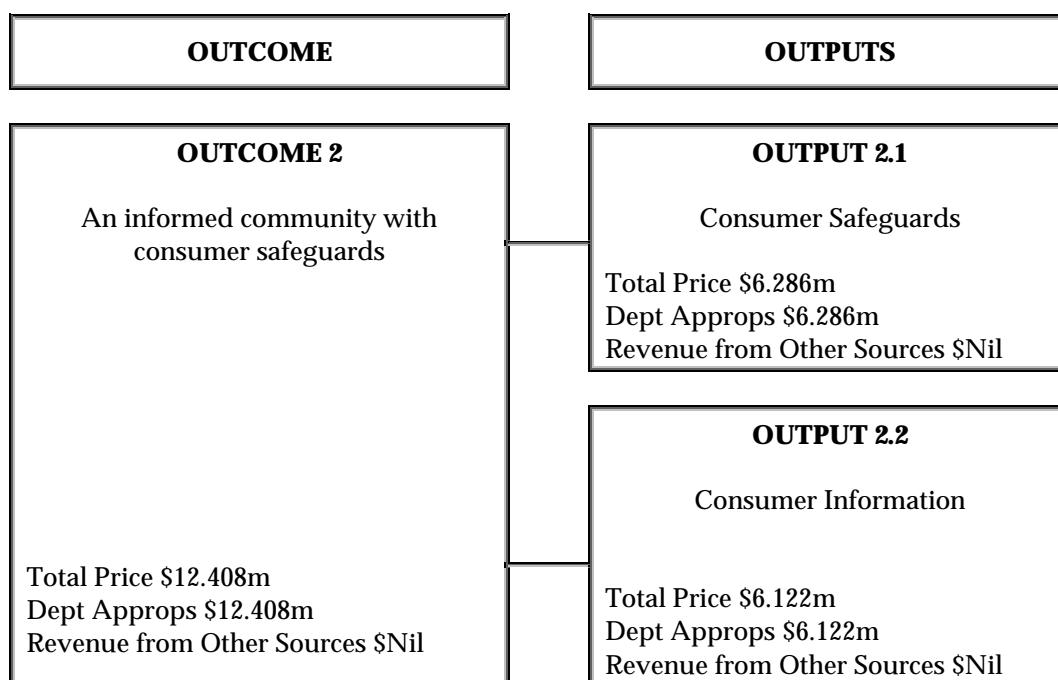 OUTCOME
OUTPUTS
OUTCOME 2
An informed community with
consumer safeguards
Total Price $12.408m
Dept Approps $12.408m
Revenue from Other Sources $Nil
OUTPUT 2.1
Consumer Safeguards
Total Price $6.286m
Dept Approps $6.286m
Revenue from Other Sources $Nil
OUTPUT 2.2
Consumer Information
Total Price $6.122m
Dept Approps $6.122m
Revenue from Other Sources $Nil